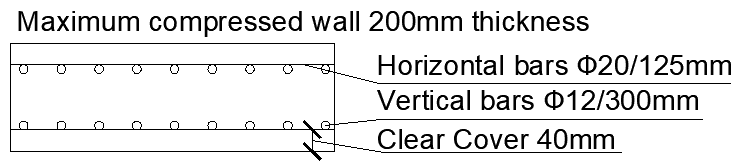 Maximum compressed wall 200mm thickness
Horizontal bars Φ20/125mm
Vertical bars Φ12/300mm
Clear Cover 40mm